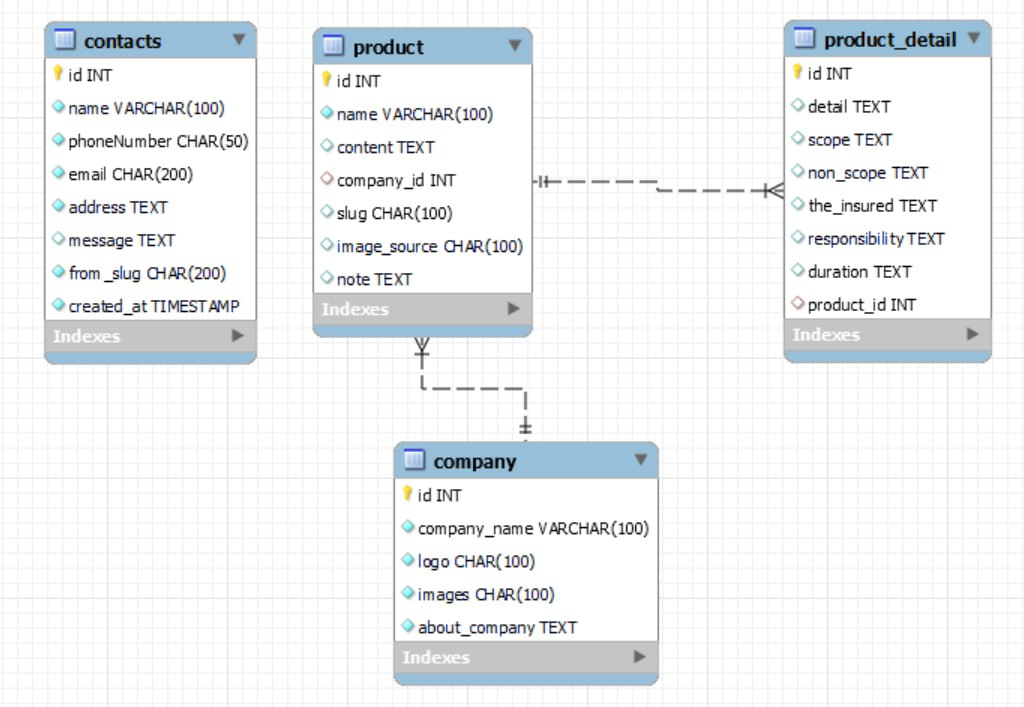 contacts
id INT
name VARCHAR(100)
phoneNumber CHAR(50)
email CHAR(200)
address TEXT
message TEXT
from_slug CHAR(200)
created_at TIMESTAMP
Indexes
product
id INT
name VARCHAR(100)
content TEXT
company_id INT
slug CHAR(100)
image_source CHAR(100)
note TEXT
Indexes
product_detail
id INT
detail TEXT
scope TEXT
non_scope TEXT
the_insured TEXT
responsibility TEXT
duration TEXT
product_id INT
Indexes
company
id INT
company_name VARCHAR(100)
logo CHAR(100)
images CHAR(100)
about_company TEXT
Indexes